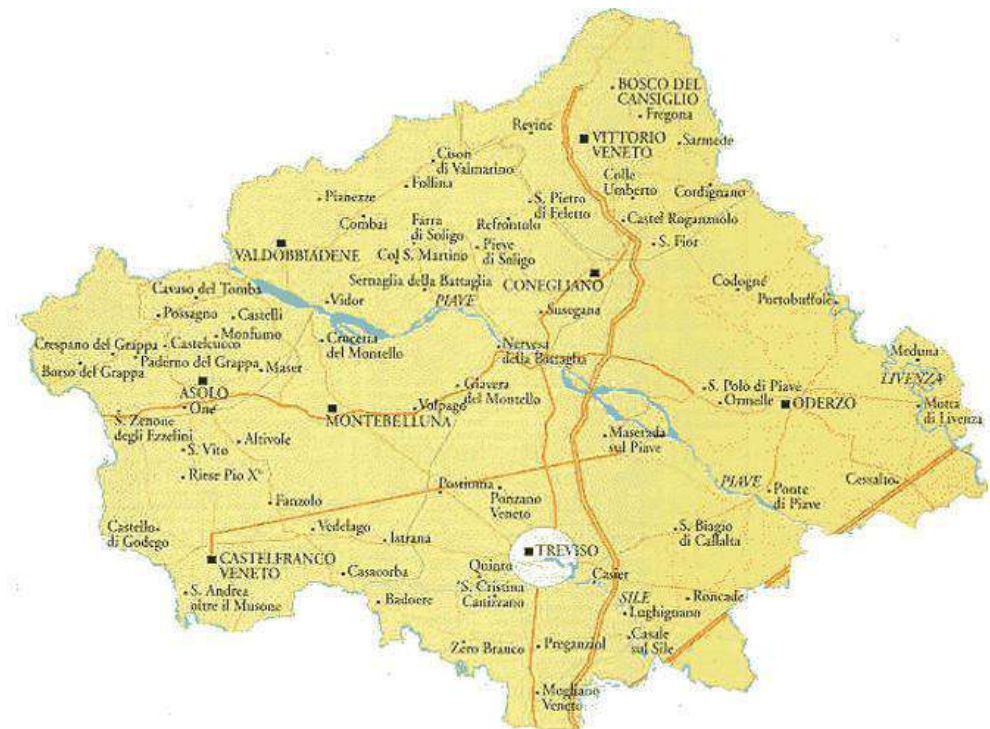 BOSCO DEL
CANSIGLIO
Fregona
Revine
VITTORIO
VENETO
Sarmede
Cison
di Valmarino
Follina
Colle
Umberto
Cordignano
Pianezze
S. Pietro
di Feletto
Combai
Farra
di Soligo
Refrontolo
Castel Roganzuolo
VALDOBBIADENE
Col S. Martino
Pieve
di Soligo
S. Fior
Sernaglia della Battaglia
CONEGLIANO
Codogné
Portobuffole
Cavaso del Tomba
Vidor
PIAVE
Susegana
Possagno
Castelli
Monfumo
Crocetta
del Montello
Nervesa
della Battaglia
Crespano del Grappa
Castelcucco
Meduna
Borso del Grappa
Paderno del Grappa
Maser
LIVENZA
ASOLO
Giavera
del Montello
S. Polo di Piave
Ormelle
ODERZO
One'
MONTEBELLUNA
Volpago
Motta
di Livenza
S. Zenone
degli Ezzelini
Altivole
Maserada
sul Piave
S. Vito
Riese Pio X°
PIAVE
Cessalto
Postioma
Ponzano
Veneto
Ponte
di Piave
Fanzolo
Castello
di Godego
Vedelago
Istrana
S. Biagio
di Callalta
TREVISO
CASTELFRANCO
VENETO
Quinto
Casacorba
Casier
S. Cristina
Canizzano
S. Andrea
oltre il Musone
Badoere
SILE
Roncade
Lughignano
Zero Branco
Preganziol
Casale
sul Sile
Mogliano
Veneto